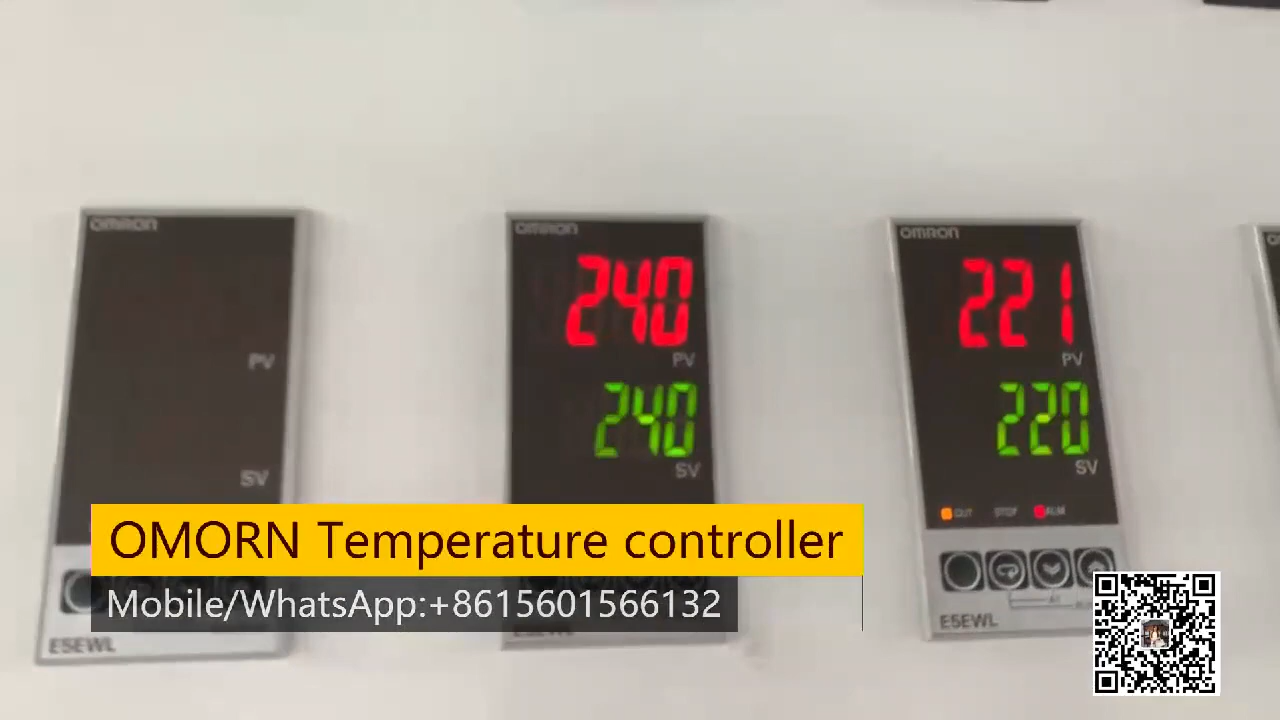 OMRON
PV
SV
E5EWL
OMRON
240
PV
240
SV
E5EWL
OMRON
221
PV
220
SV
OUT STOP ALM
E5EWL
OMORN Temperature controller
Mobile/WhatsApp:+8615601566132